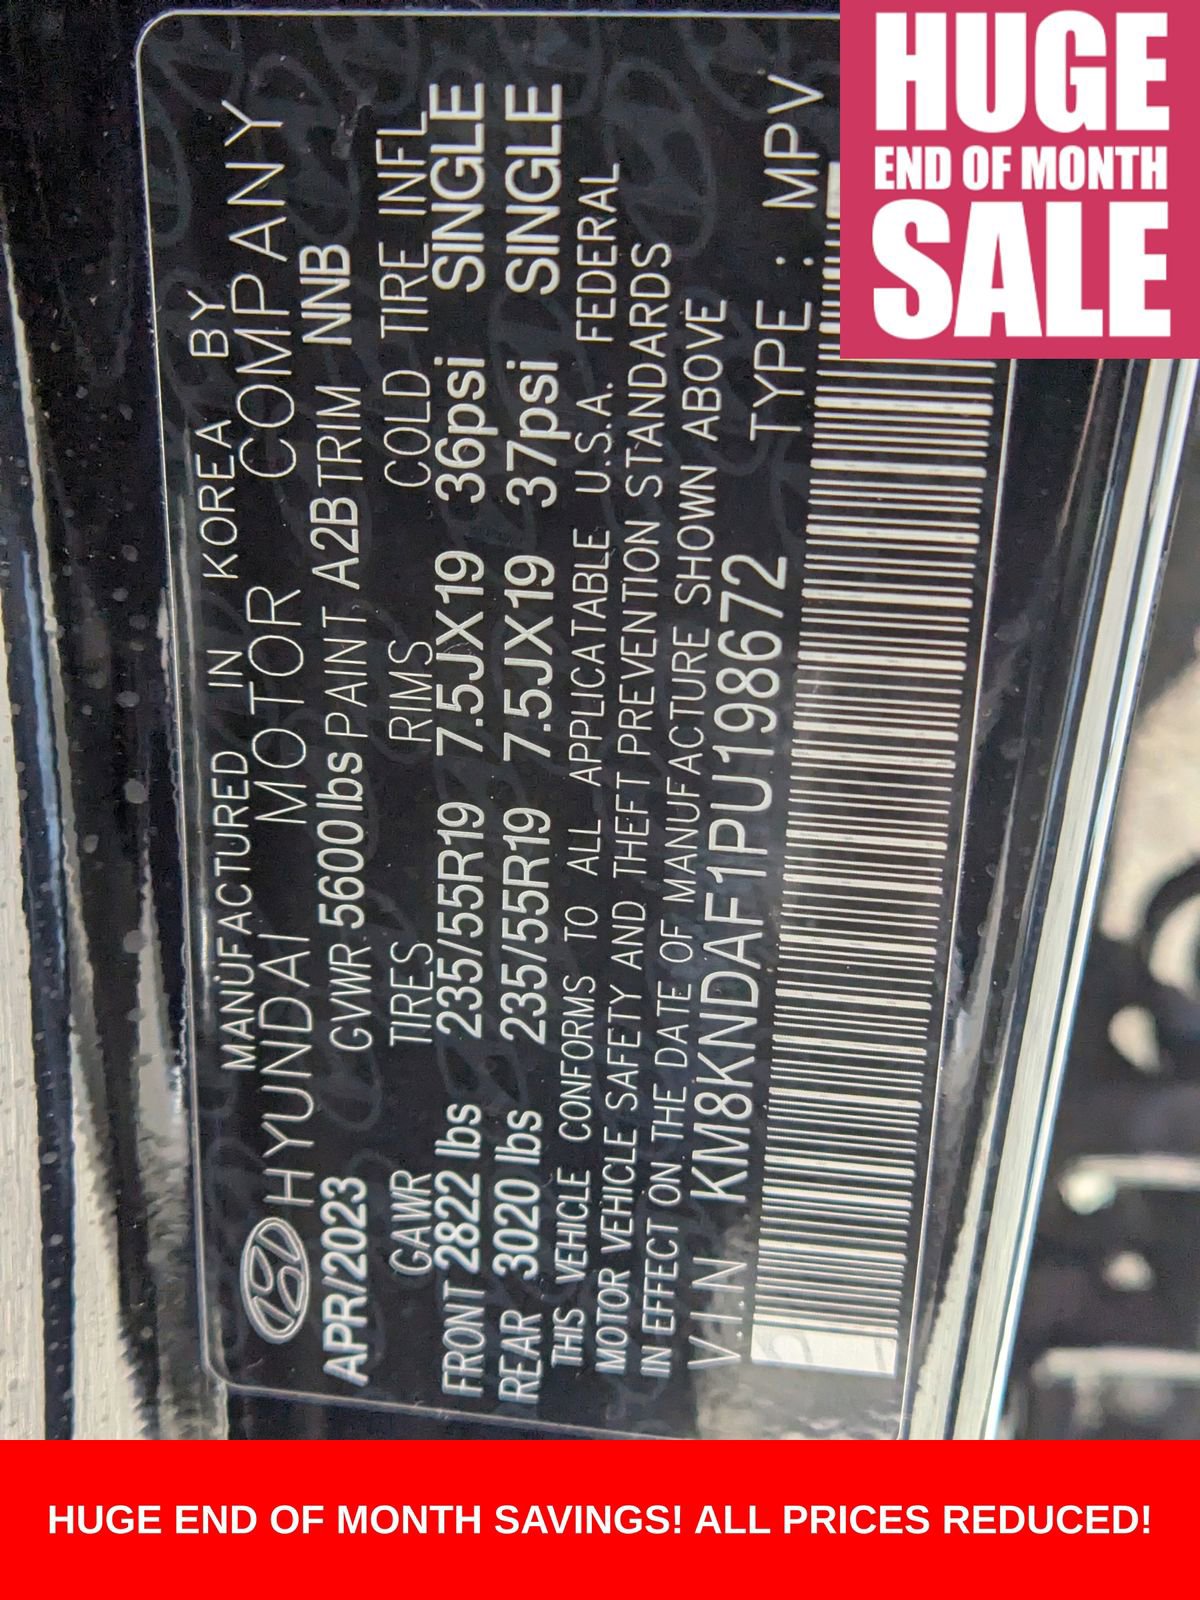 HUGE
END OF MONTH
SALE
MANUFACTURED IN KOREA BY
HYUNDAI MOTOR COMPANY
APR/2023 GVWR 5600lbs PAINT A2B TRIM NNB
GAWR TIRES RIMS COLD TIRE INFL
FRONT 2822 lbs 235/55R19 7.5JX19 36psi SINGLE
REAR 3020 lbs 235/55R19 7.5JX19 37psi SINGLE
THIS VEHICLE CONFORMS TO ALL APPLICATABLE U.S.A. FEDERAL
MOTOR VEHICLE SAFETY AND THEFT PREVENTION STANDARDS
IN EFFECT ON THE DATE OF MANUFACTURE SHOWN ABOVE
VIN KM8KNDAF1PU198672 TYPE : MPV
HUGE END OF MONTH SAVINGS! ALL PRICES REDUCED!